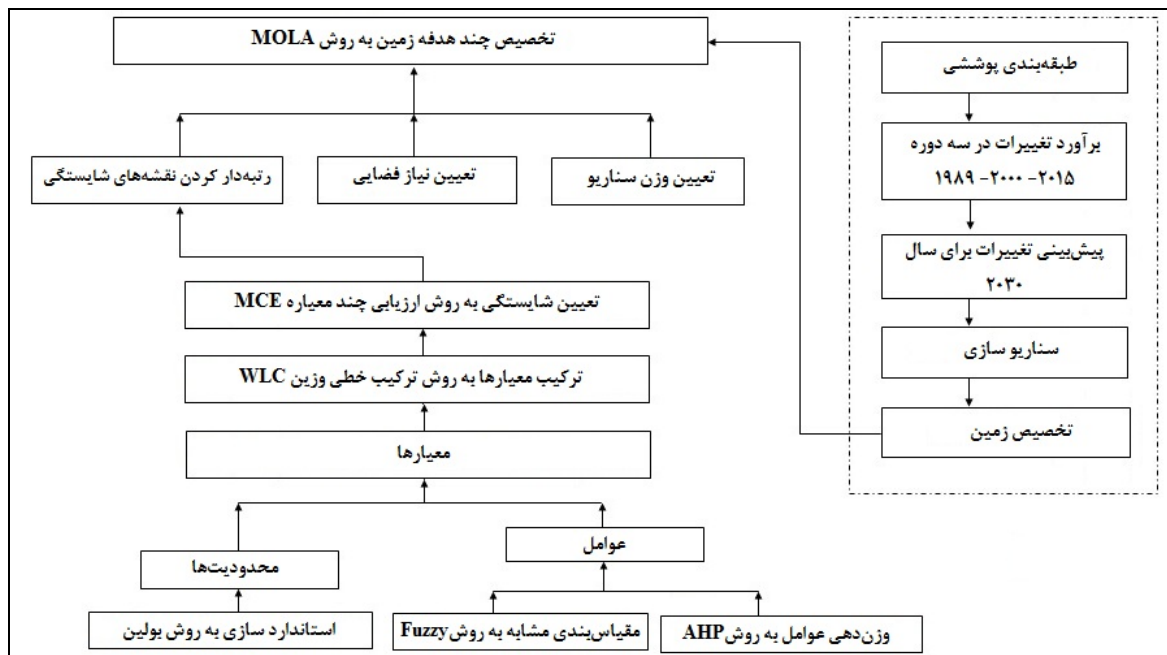 تخصیص چند هدفه زمین به روش MOLA
طبقه‌بندی پوششی
برآورد تغییرات در سه دوره
۱۹۸۹ -۲۰۰۰ -۲۰۱۵
رتبه‌دار کردن نقشه‌های شایستگی
تعیین نیاز فضایی
تعیین وزن سناریو
پیش‌بینی تغییرات برای سال
۲۰۳۰
تعیین شایستگی به روش ارزیابی چند معیاره MCE
سناریو سازی
ترکیب معیارها به روش ترکیب خطی وزین WLC
تخصیص زمین
معیارها
عوامل
محدودیت‌ها
وزن‌دهی عوامل به روش AHP
مقیاس‌بندی مشابه به روش Fuzzy
استاندارد سازی به روش بولین